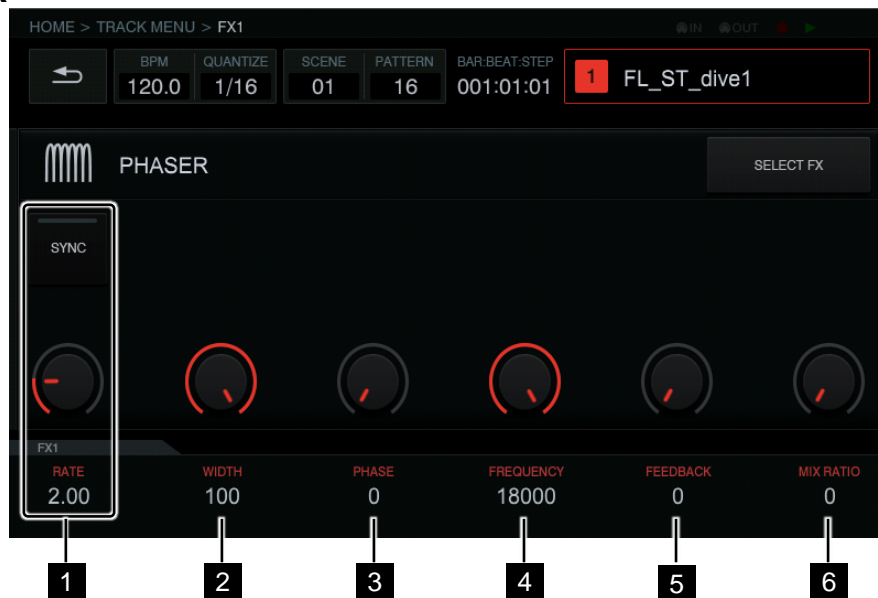 HOME > TRACK MENU > FX1
IN OUT
BPM QUANTIZE SCENE PATTERN BAR:BEAT:STEP
120.0 1/16 01 16 001:01:01
1 FL_ST_dive1
PHASER
SELECT FX
SYNC
FX1
RATE WIDTH PHASE FREQUENCY FEEDBACK MIX RATIO
2.00 100 0 18000 0 0
1 2 3 4 5 6